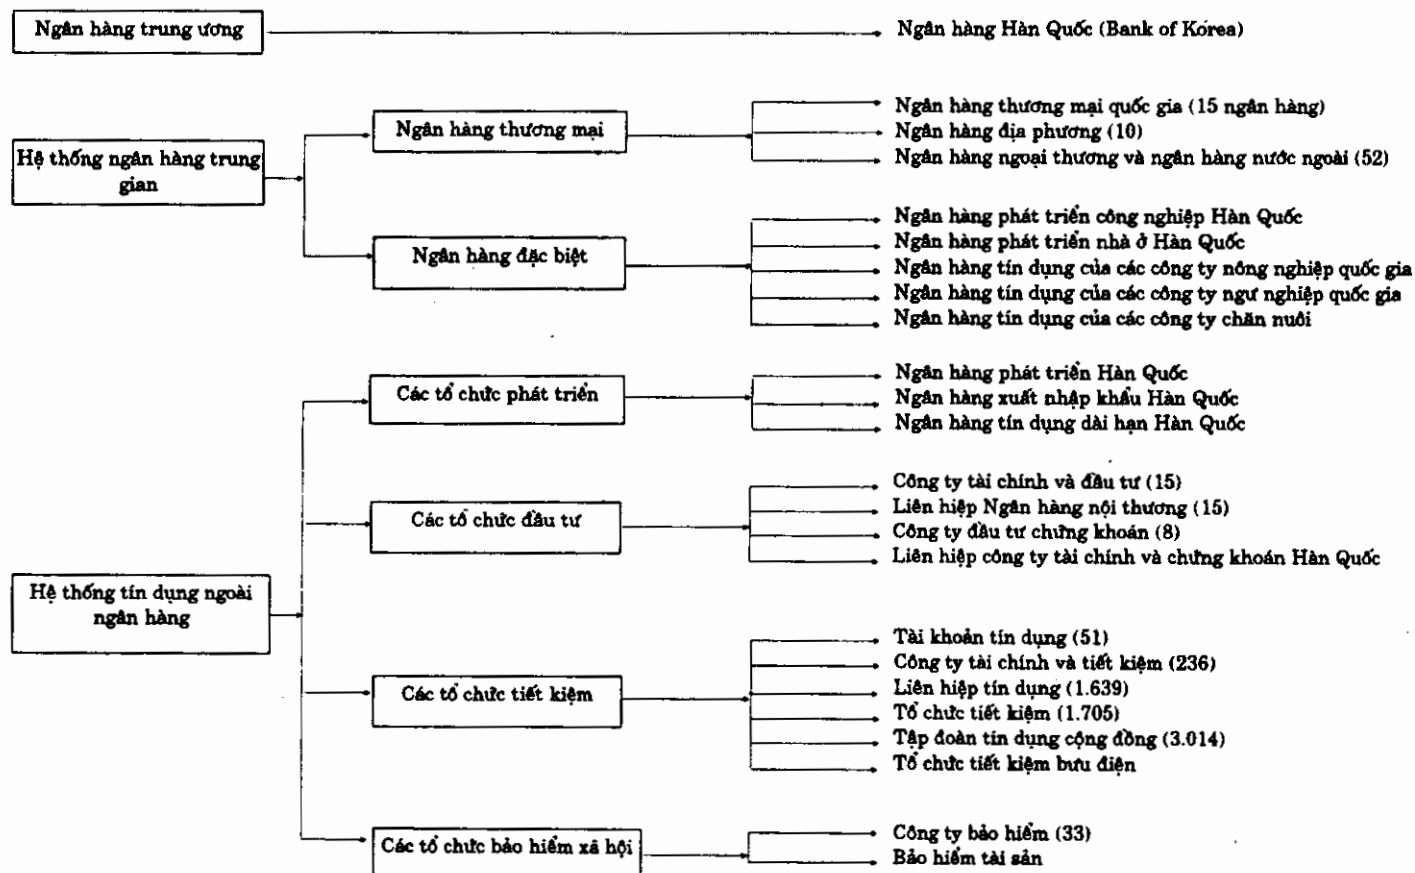 Ngân hàng trung ương
Ngân hàng Hàn Quốc (Bank of Korea)
Hệ thống ngân hàng trung
gian
Ngân hàng thương mại
Ngân hàng thương mại quốc gia (15 ngân hàng)
Ngân hàng địa phương (10)
Ngân hàng ngoại thương và ngân hàng nước ngoài (52)
Ngân hàng đặc biệt
Ngân hàng phát triển công nghiệp Hàn Quốc
Ngân hàng phát triển nhà ở Hàn Quốc
Ngân hàng tín dụng của các công ty nông nghiệp quốc gia
Ngân hàng tín dụng của các công ty ngư nghiệp quốc gia
Ngân hàng tín dụng của các công ty chăn nuôi
Hệ thống tín dụng ngoài
ngân hàng
Các tổ chức phát triển
Ngân hàng phát triển Hàn Quốc
Ngân hàng xuất nhập khẩu Hàn Quốc
Ngân hàng tín dụng dài hạn Hàn Quốc
Các tổ chức đầu tư
Công ty tài chính và đầu tư (15)
Liên hiệp Ngân hàng nội thương (15)
Công ty đầu tư chứng khoán (8)
Liên hiệp công ty tài chính và chứng khoán Hàn Quốc
Các tổ chức tiết kiệm
Tài khoản tín dụng (51)
Công ty tài chính và tiết kiệm (236)
Liên hiệp tín dụng (1.639)
Tổ chức tiết kiệm (1.705)
Tập đoàn tín dụng cộng đồng (3.014)
Tổ chức tiết kiệm bưu điện
Các tổ chức bảo hiểm xã hội
Công ty bảo hiểm (33)
Bảo hiểm tài sản